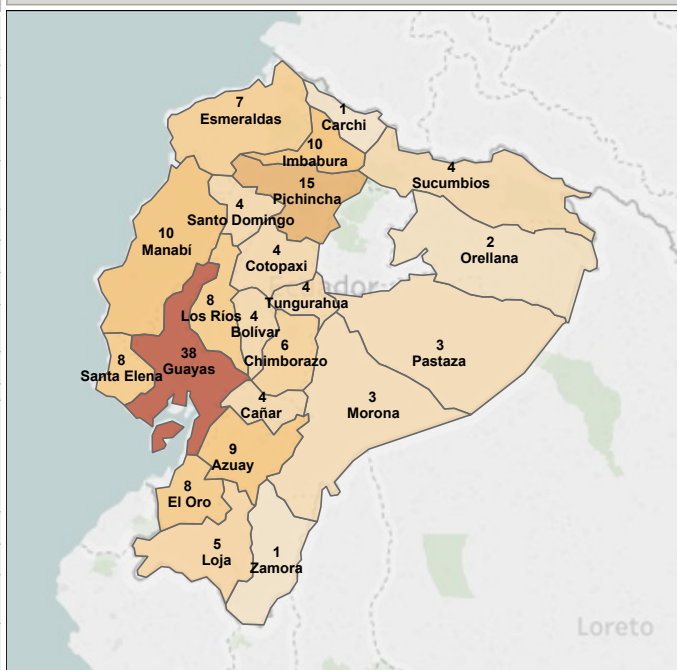 7
Esmeraldas
1
Carchi
10
Imbabura
15
Pichincha
4
Sucumbios
4
Santo Domingo
10
Manabí
2
Orellana
4
Cotopaxi
Ecuador
4
Tungurahua
8
Los Ríos
4
Bolívar
6
Chimborazo
3
Pastaza
8
Santa Elena
38
Guayas
4
Cañar
3
Morona
9
Azuay
8
El Oro
5
Loja
1
Zamora
Loreto